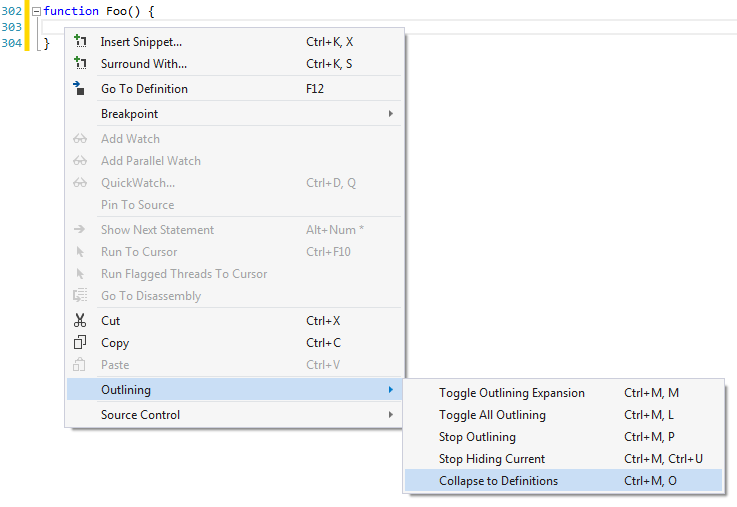 302 function Foo() {
303
304 }
Insert Snippet... Ctrl+K, X
Surround With... Ctrl+K, S
Go To Definition F12
Breakpoint
Add Watch
Add Parallel Watch
QuickWatch... Ctrl+D, Q
Pin To Source
Show Next Statement Alt+Num *
Run To Cursor Ctrl+F10
Run Flagged Threads To Cursor
Go To Disassembly
Cut Ctrl+X
Copy Ctrl+C
Paste Ctrl+V
Outlining
Source Control
Toggle Outlining Expansion Ctrl+M, M
Toggle All Outlining Ctrl+M, L
Stop Outlining Ctrl+M, P
Stop Hiding Current Ctrl+M, Ctrl+U
Collapse to Definitions Ctrl+M, O